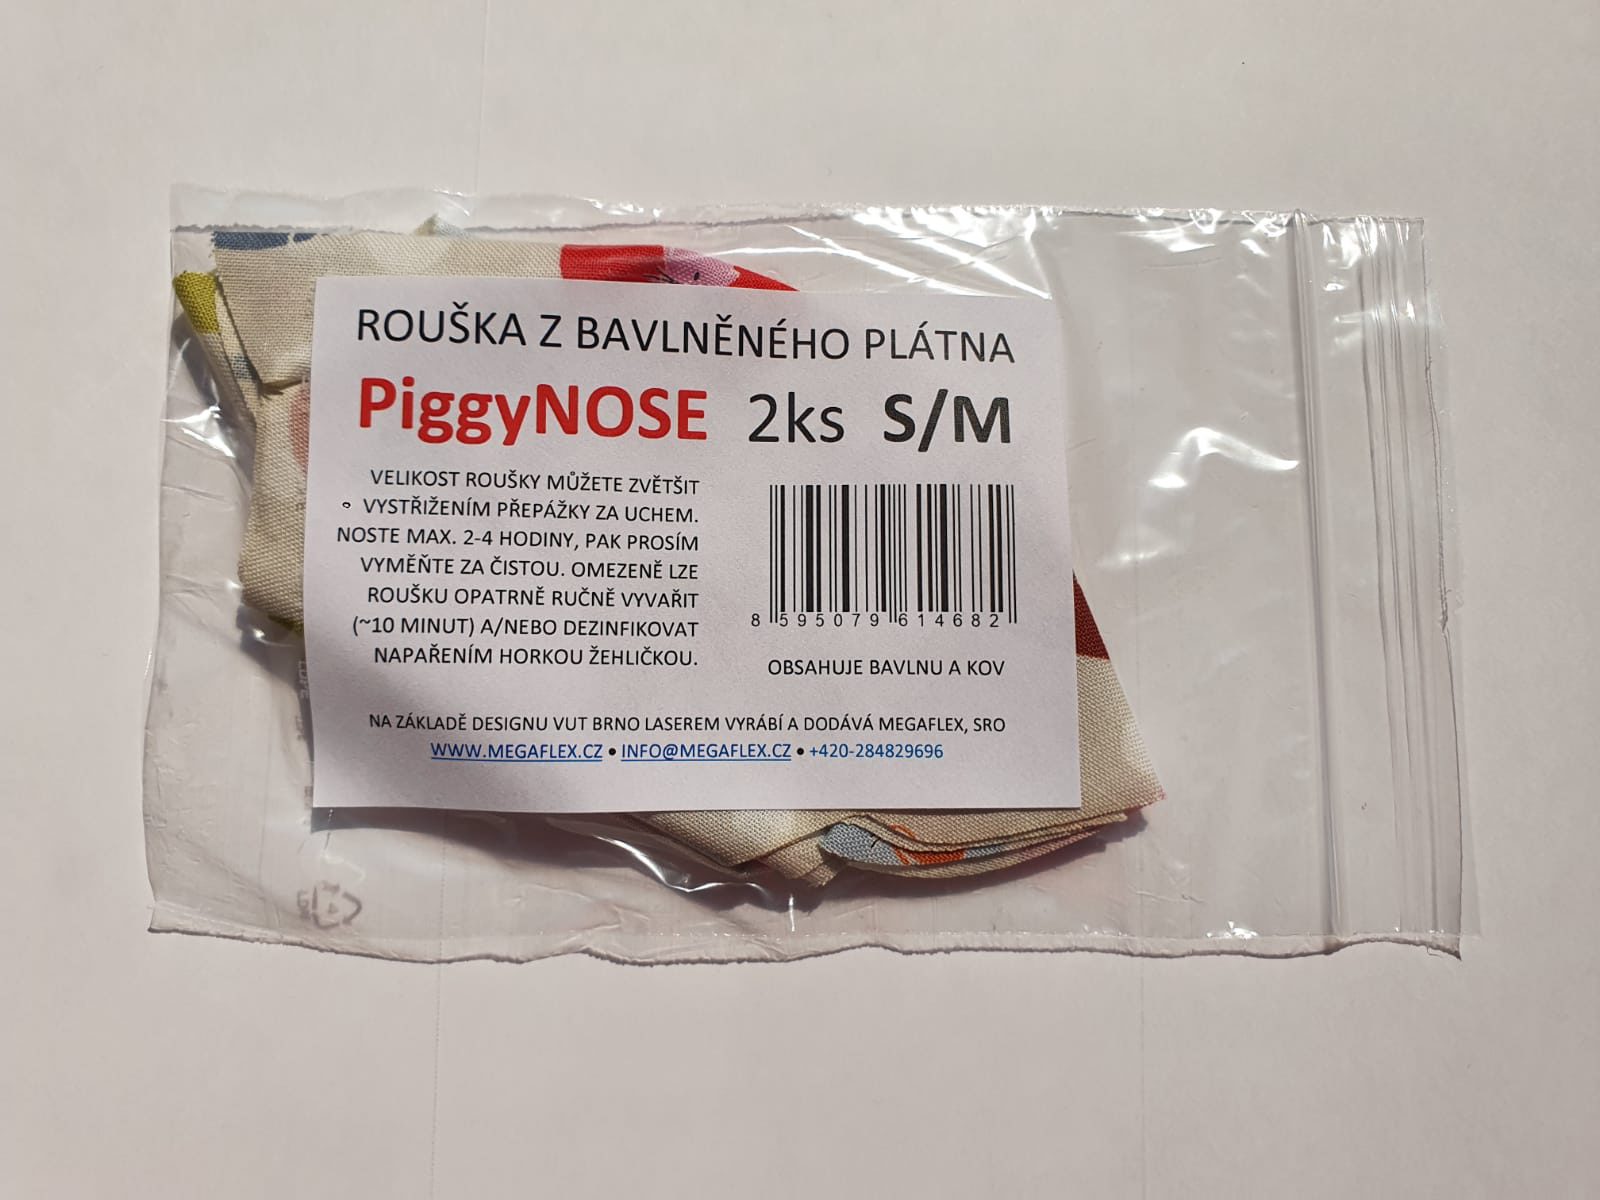 ROUŠKA Z BAVLNĚNÉHO PLÁTNA
PiggyNOSE 2ks S/M
VELIKOST ROUŠKY MŮŽETE ZVĚTŠIT
VYSTŘIŽENÍM PŘEPÁŽKY ZA UCHEM.
NOSTE MAX. 2-4 HODINY, PAK PROSÍM
VYMĚŇTE ZA ČISTOU. OMEZENĚ LZE
ROUŠKU OPATRNĚ RUČNĚ VYVAŘIT
(~10 MINUT) A/NEBO DEZINFIKOVAT
NAPAŘENÍM HORKOU ŽEHLIČKOU.
8 595079 614682
OBSAHUJE BAVLNU A KOV
NA ZÁKLADĚ DESIGNU VUT BRNO LASEREM VYRÁBÍ A DODÁVÁ MEGAFLEX, SRO
WWW.MEGAFLEX.CZ • INFO@MEGAFLEX.CZ • +420-284829696